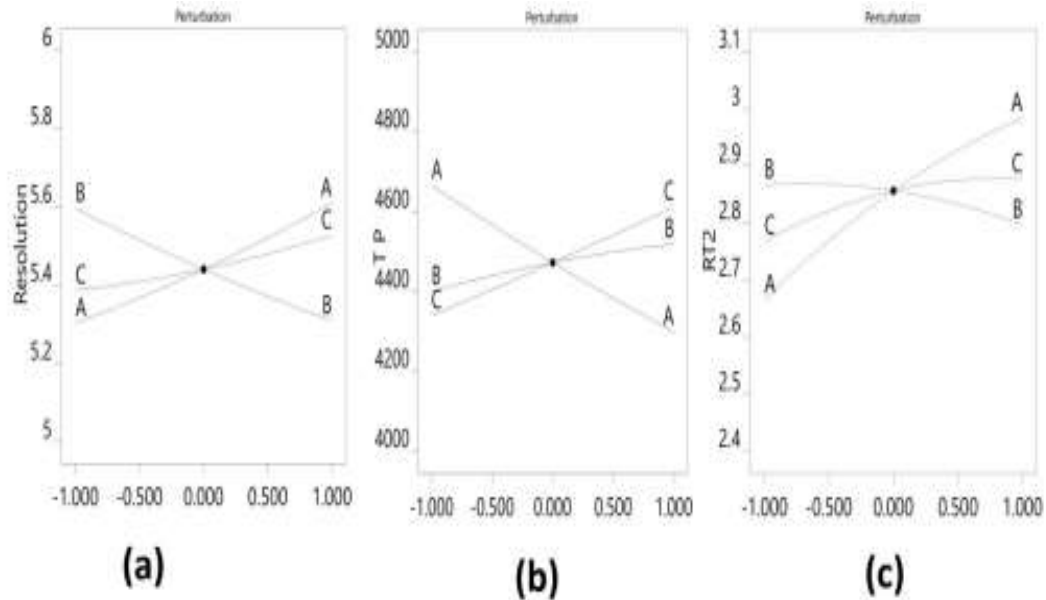 Perturbation
6
5.8
5.6
5.4
5.2
5
Resolution
B
C
A
A
C
B
-1.000 -0.500 0.000 0.500 1.000
(a)
Perturbation
5000
4800
4600
4400
4200
4000
T P
A
B
C
C
B
A
-1.000 -0.500 0.000 0.500 1.000
(b)
Perturbation
3.1
3
2.9
2.8
2.7
2.6
2.5
2.4
RT2
B
C
A
A
C
B
-1.000 -0.500 0.000 0.500 1.000
(c)